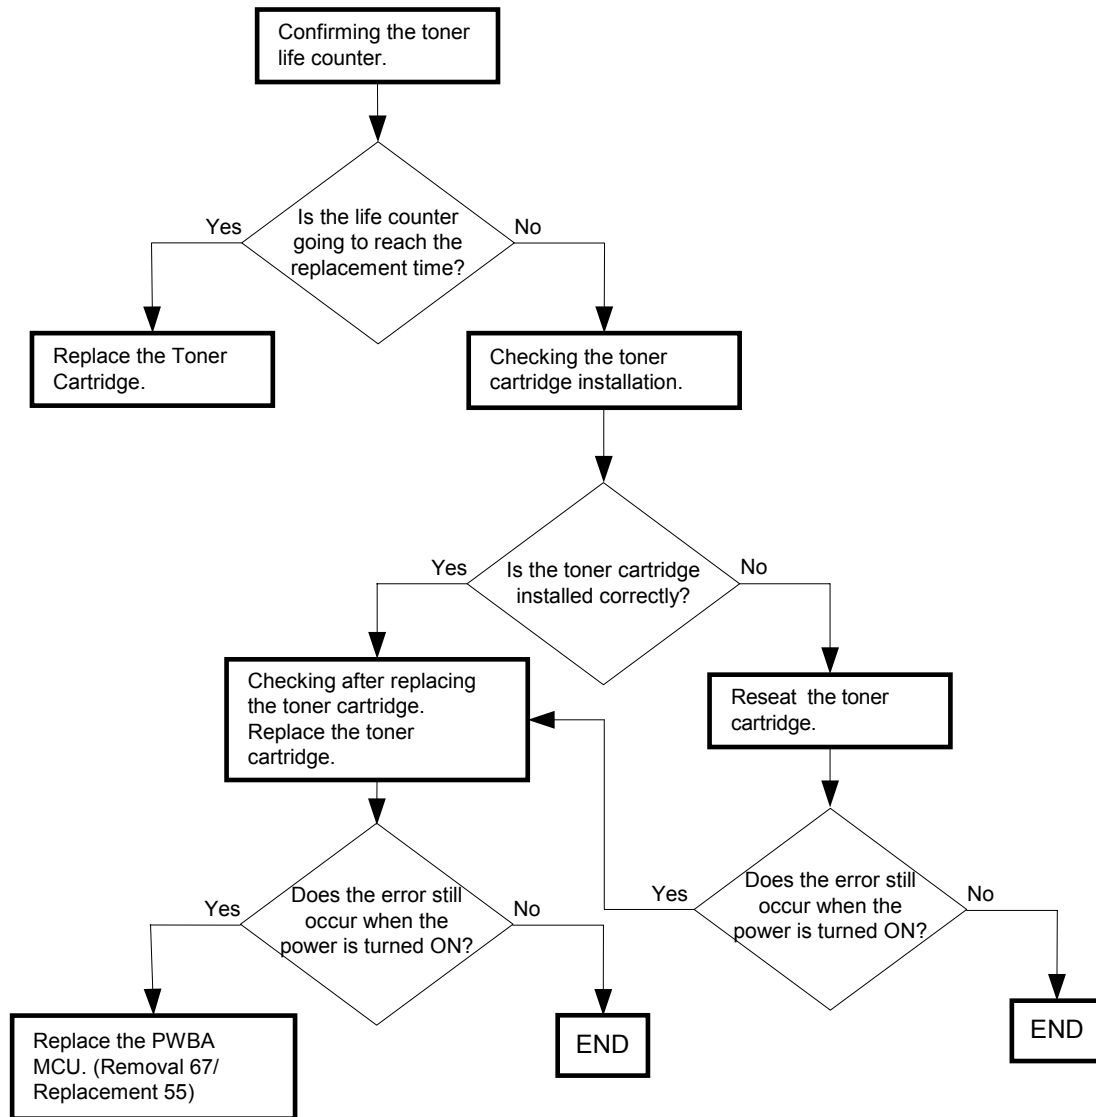 Confirming the toner
life counter.
Is the life counter
going to reach the
replacement time?
Yes
No
Replace the Toner
Cartridge.
Checking the toner
cartridge installation.
Is the toner cartridge
installed correctly?
Yes
No
Checking after replacing
the toner cartridge.
Replace the toner
cartridge.
Reseat  the toner
cartridge.
Does the error still
occur when the
power is turned ON?
Yes
No
Does the error still
occur when the
power is turned ON?
Yes
No
Replace the PWBA
MCU. (Removal 67/
Replacement 55)
END
END